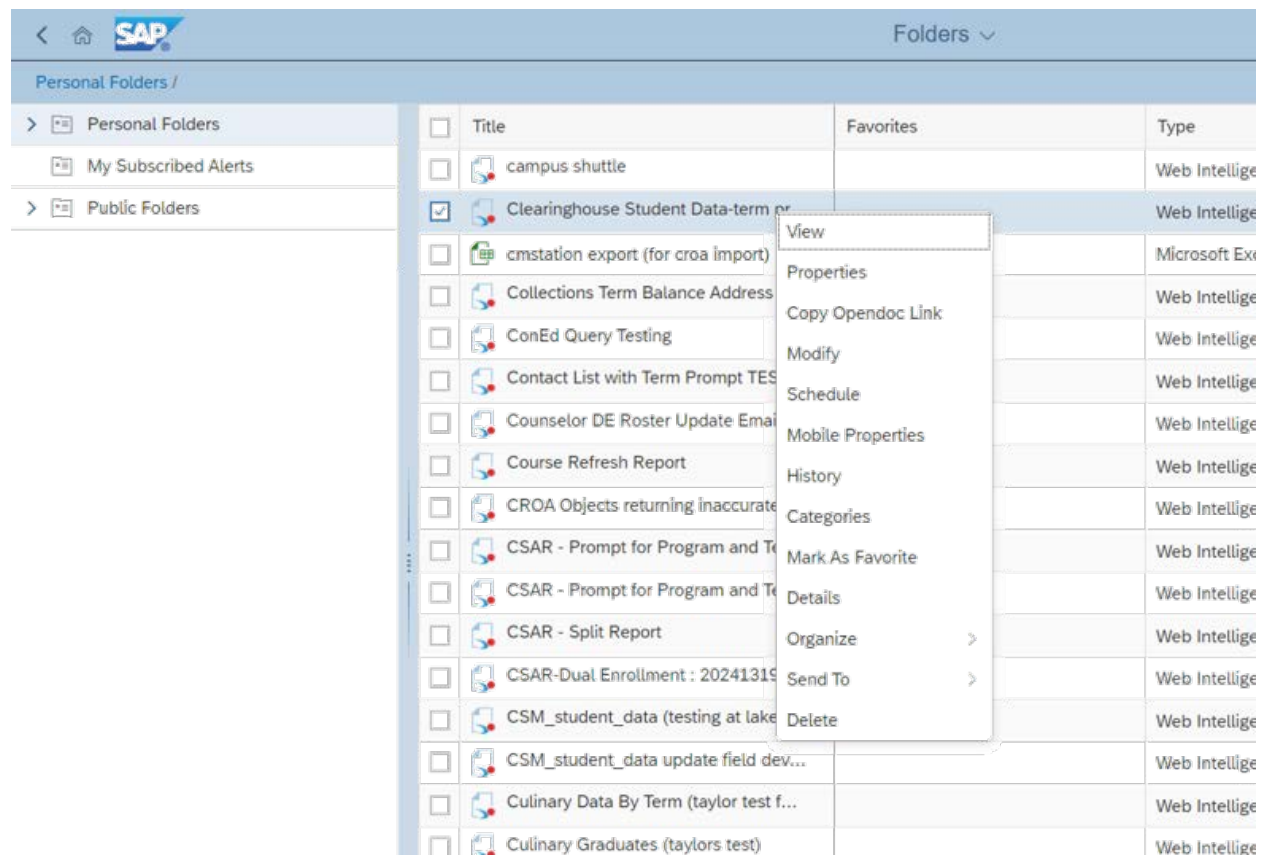 SAP
Folders
Personal Folders /
Personal Folders
My Subscribed Alerts
Public Folders
Title Favorites Type
campus shuttle Web Intellige
Clearinghouse Student Data-term pr Web Intellige
cmstation export (for croa import) Microsoft Exc
Collections Term Balance Address Web Intellige
ConEd Query Testing Web Intellige
Contact List with Term Prompt TES Web Intellige
Counselor DE Roster Update Emai Web Intellige
Course Refresh Report Web Intellige
CROA Objects returning inaccurate Web Intellige
CSAR - Prompt for Program and Te Web Intellige
CSAR - Prompt for Program and Te Web Intellige
CSAR - Split Report Web Intellige
CSAR-Dual Enrollment : 20241319 Web Intellige
CSM_student_data (testing at lake Web Intellige
CSM_student_data update field dev... Web Intellige
Culinary Data By Term (taylor test f... Web Intellige
Culinary Graduates (taylors test) Web Intellige
View
Properties
Copy Opendoc Link
Modify
Schedule
Mobile Properties
History
Categories
Mark As Favorite
Details
Organize
Send To
Delete